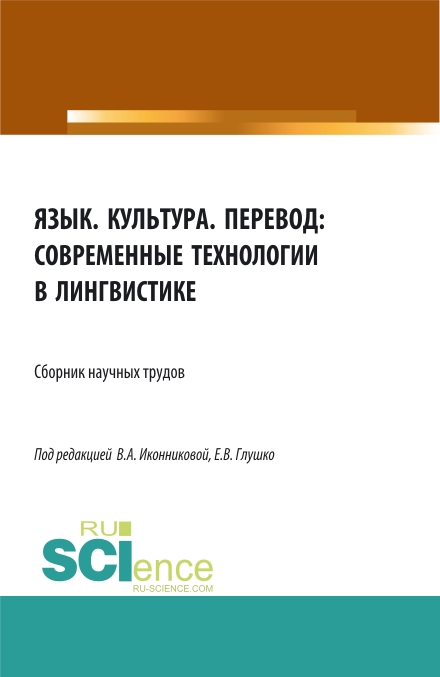 ЯЗЫК. КУЛЬТУРА. ПЕРЕВОД:
СОВРЕМЕННЫЕ ТЕХНОЛОГИИ
В ЛИНГВИСТИКЕ
Сборник научных трудов
Под редакцией В.А. Иконниковой, Е.В. Глушко
RU
SCIence
RU-SCIENCE.COM